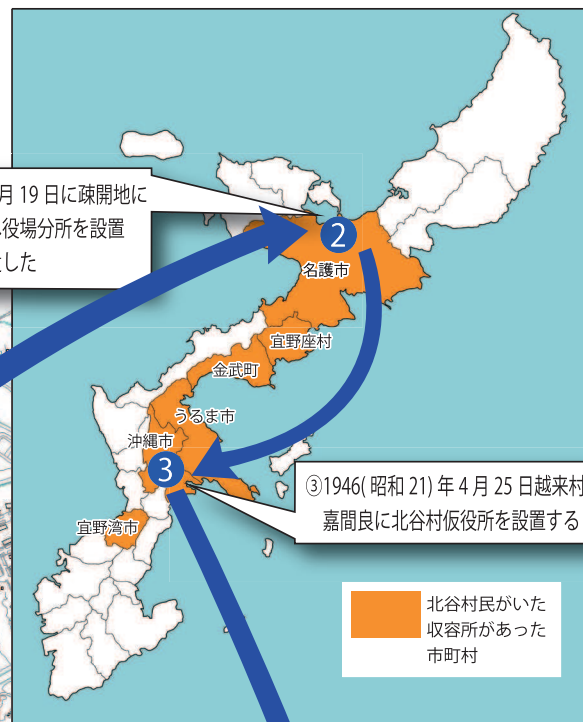 月 19 日に疎開地に
役場分所を設置
した
②
名護市
宜野座村
金武町
うるま市
沖縄市
③
宜野湾市
③1946( 昭和 21) 年 4 月 25 日越来村
嘉間良に北谷村仮役所を設置する
北谷村民がいた
収容所があった
市町村